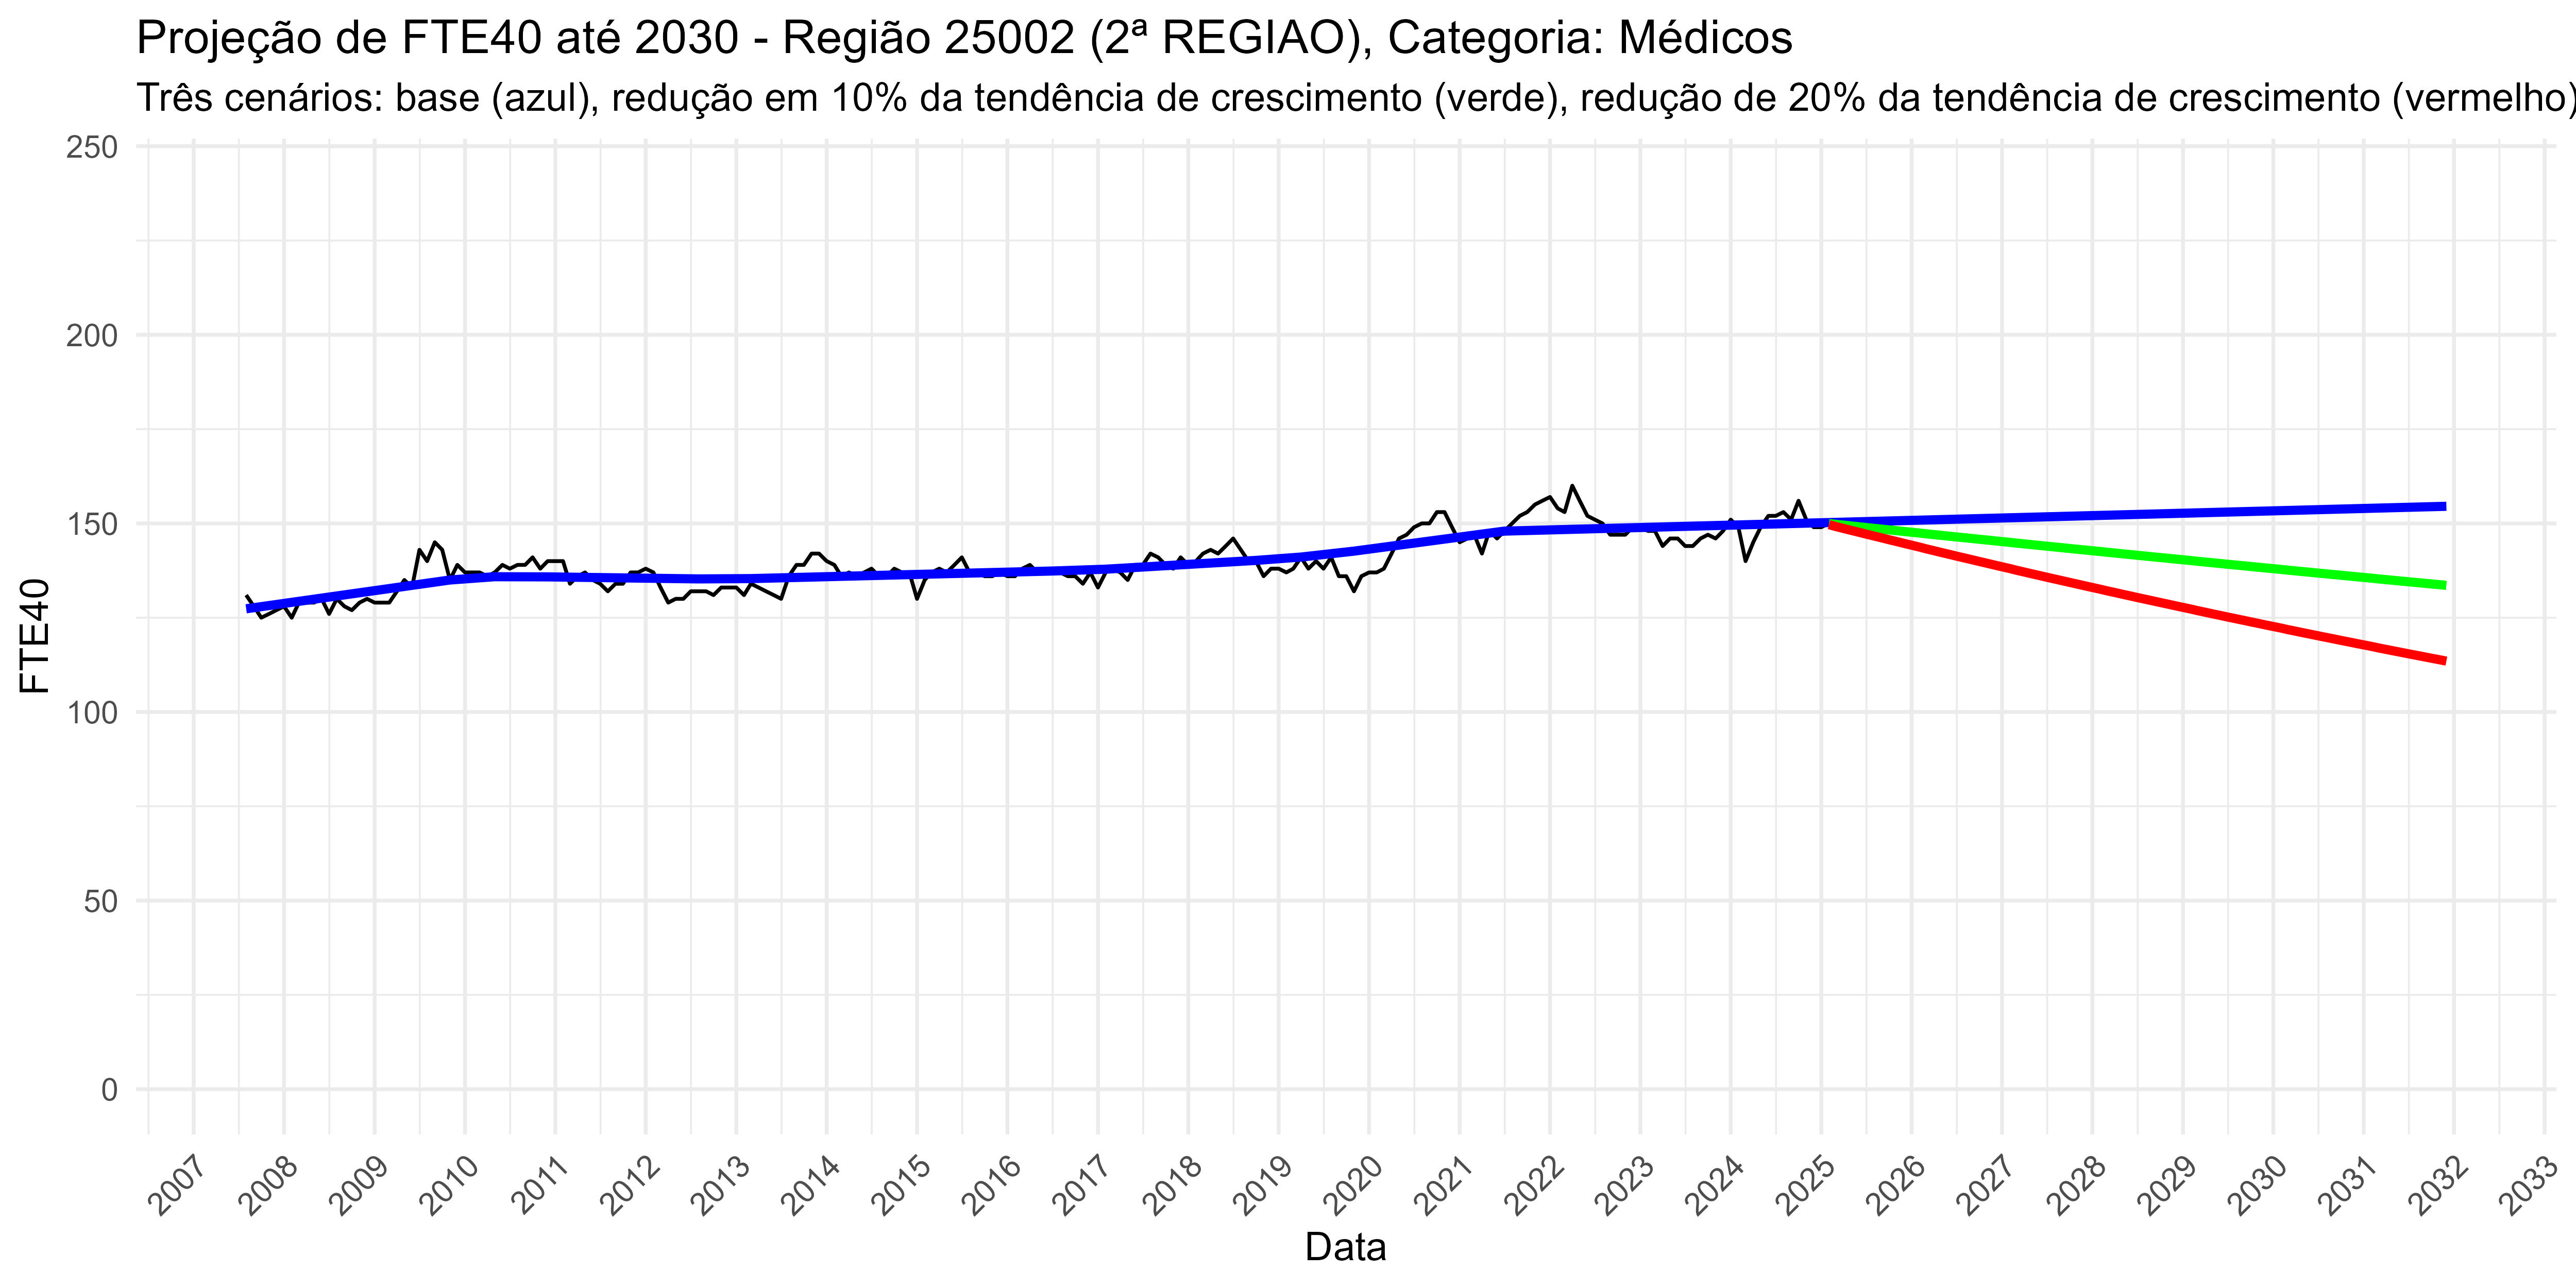 Projeção de FTE40 até 2030 - Região 25002 (2ª REGIAO), Categoria: Médicos
Três cenários: base (azul), redução em 10% da tendência de crescimento (verde), redução de 20% da tendência de crescimento (vermelho)
250
200
150
100
50
0
FTE40
2007 2008 2009 2010 2011 2012 2013 2014 2015 2016 2017 2018 2019 2020 2021 2022 2023 2024 2025 2026 2027 2028 2029 2030 2031 2032 2033
Data